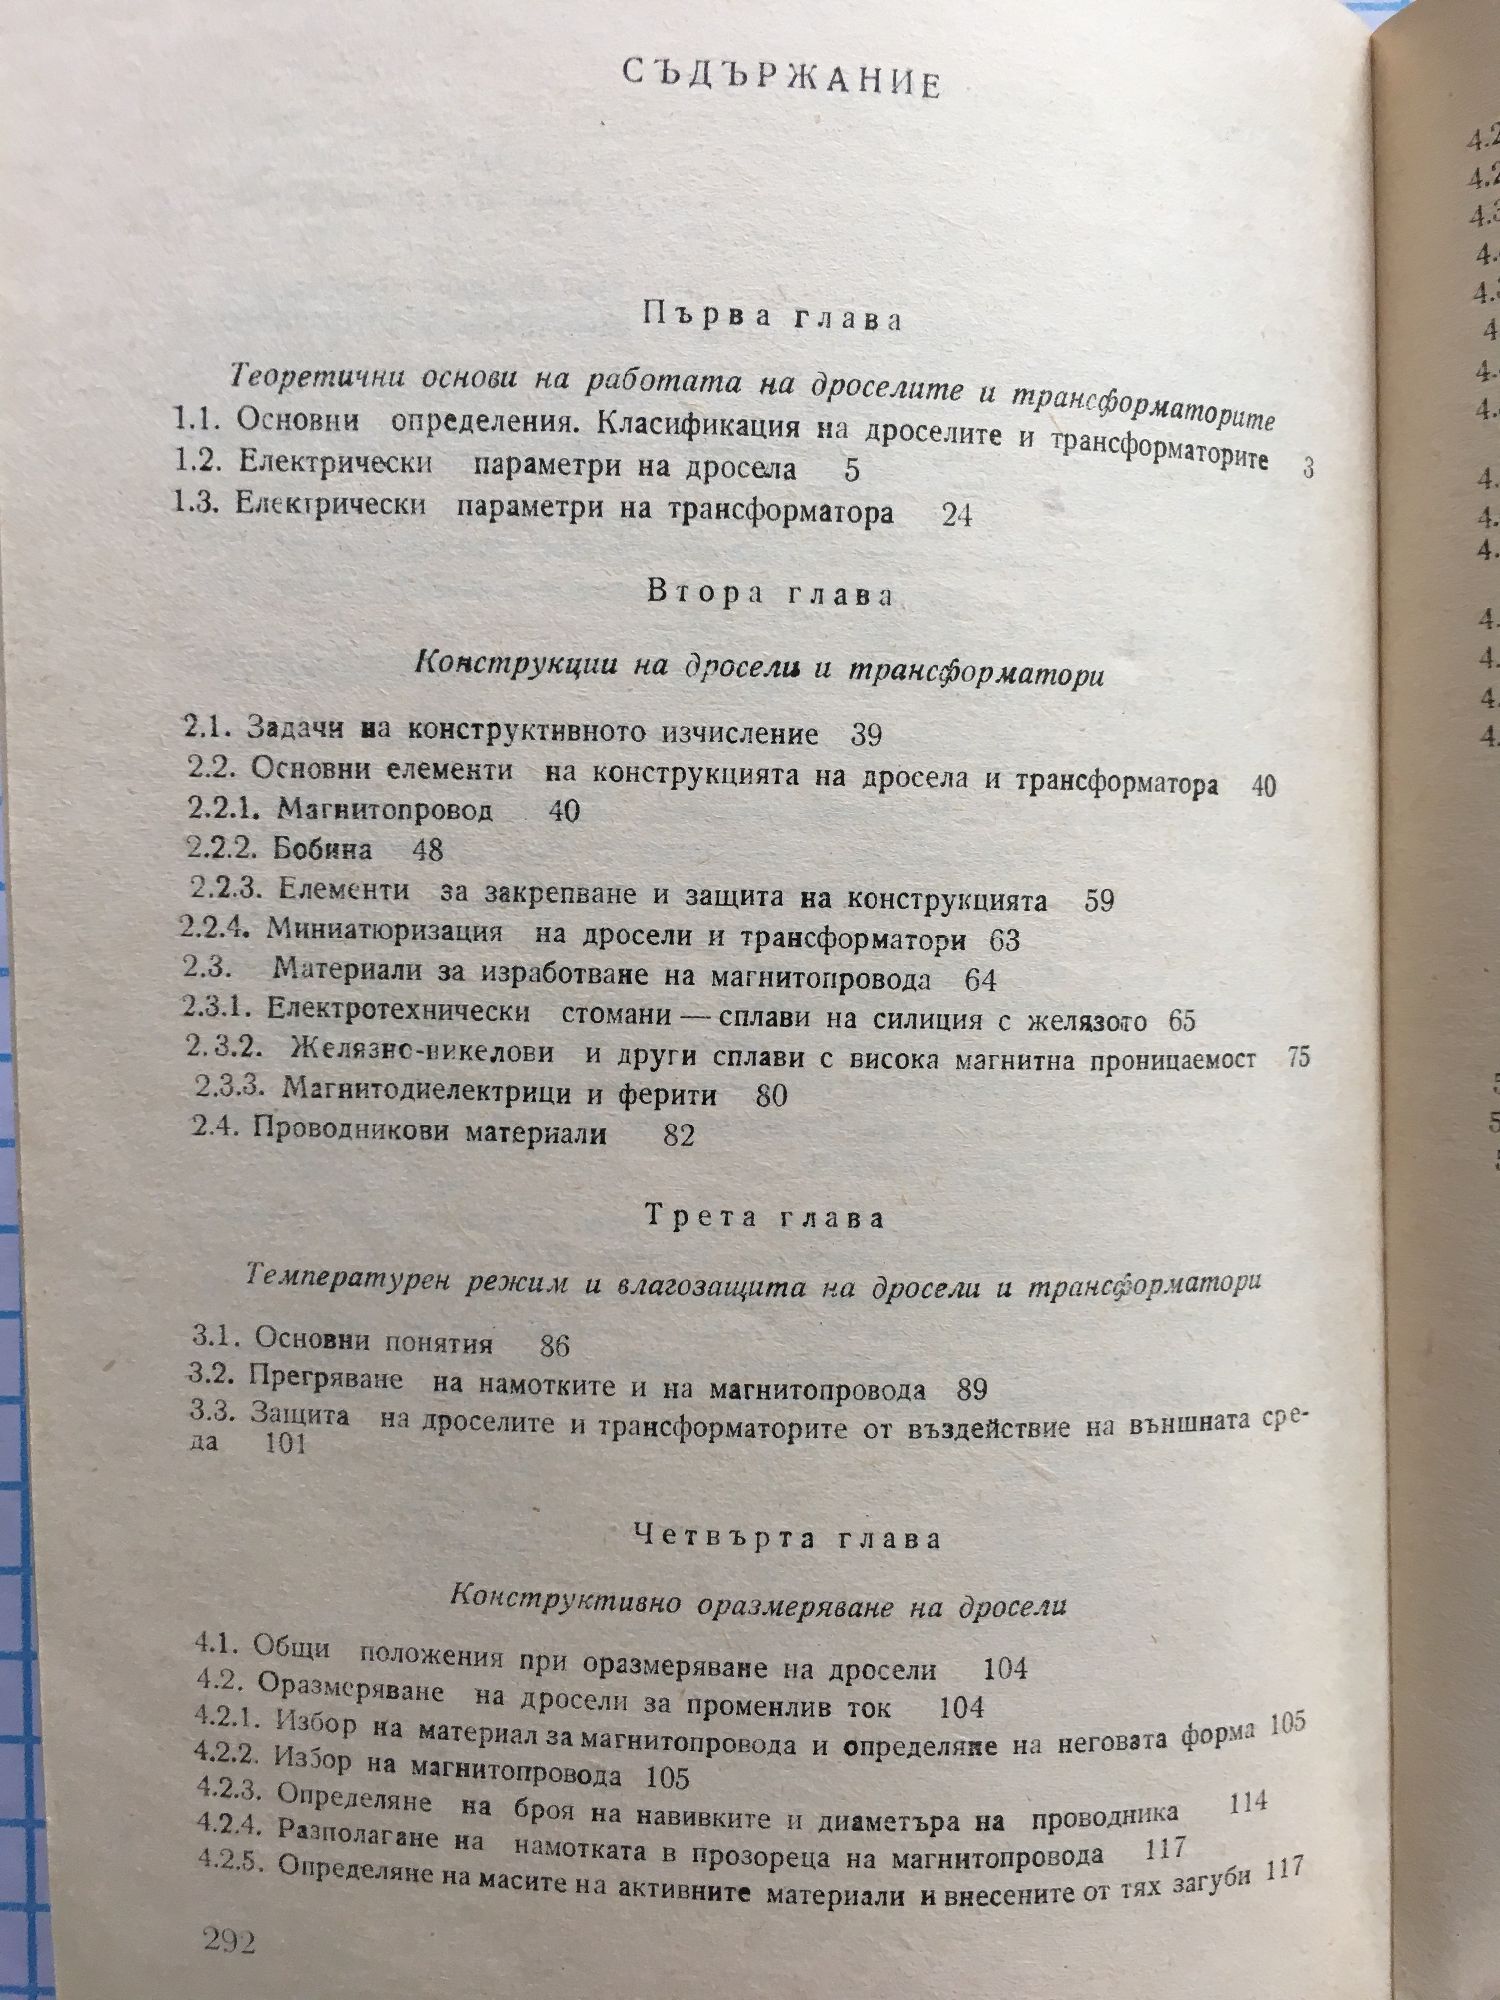 СЪДЪРЖАНИЕ
Първа глава
Теоретични основи на работата на дроселите и трансформаторите
1.1. Основни определения. Класификация на дроселите и трансформаторите 3
1.2. Електрически параметри на дросела 5
1.3. Електрически параметри на трансформатора 24
Втора глава
Конструкции на дросели и трансформатори
2.1. Задачи на конструктивното изчисление 39
2.2. Основни елементи на конструкцията на дросела и трансформатора 40
2.2.1. Магнитопровод 40
2.2.2. Бобина 48
2.2.3. Елементи за закрепване и защита на конструкцията 59
2.2.4. Миниатюризация на дросели и трансформатори 63
2.3. Материали за изработване на магнитопровода 64
2.3.1. Електротехнически стомани — сплави на силиция с желязото 65
2.3.2. Желязно-никелови и други сплави с висока магнитна проницаемост 75
2.3.3. Магнитодиелектрици и ферити 80
2.4. Проводникови материали 82
Трета глава
Температурен режим и влагозащита на дросели и трансформатори
3.1. Основни понятия 86
3.2. Прегряване на намотките и на магнитопровода 89
3.3. Защита на дроселите и трансформаторите от въздействие на външната сре-
да 101
Четвърта глава
Конструктивно оразмеряване на дросели
4.1. Общи положения при оразмеряване на дросели 104
4.2. Оразмеряване на дросели за променлив ток 104
4.2.1. Избор на материал за магнитопровода и определяне на неговата форма 105
4.2.2. Избор на магнитопровода 105
4.2.3. Определяне на броя на навивките и диаметъра на проводника 114
4.2.4. Разполагане на намотката в прозореца на магнитопровода 117
4.2.5. Определяне на масите на активните материали и внесените от тях загуби 117
292